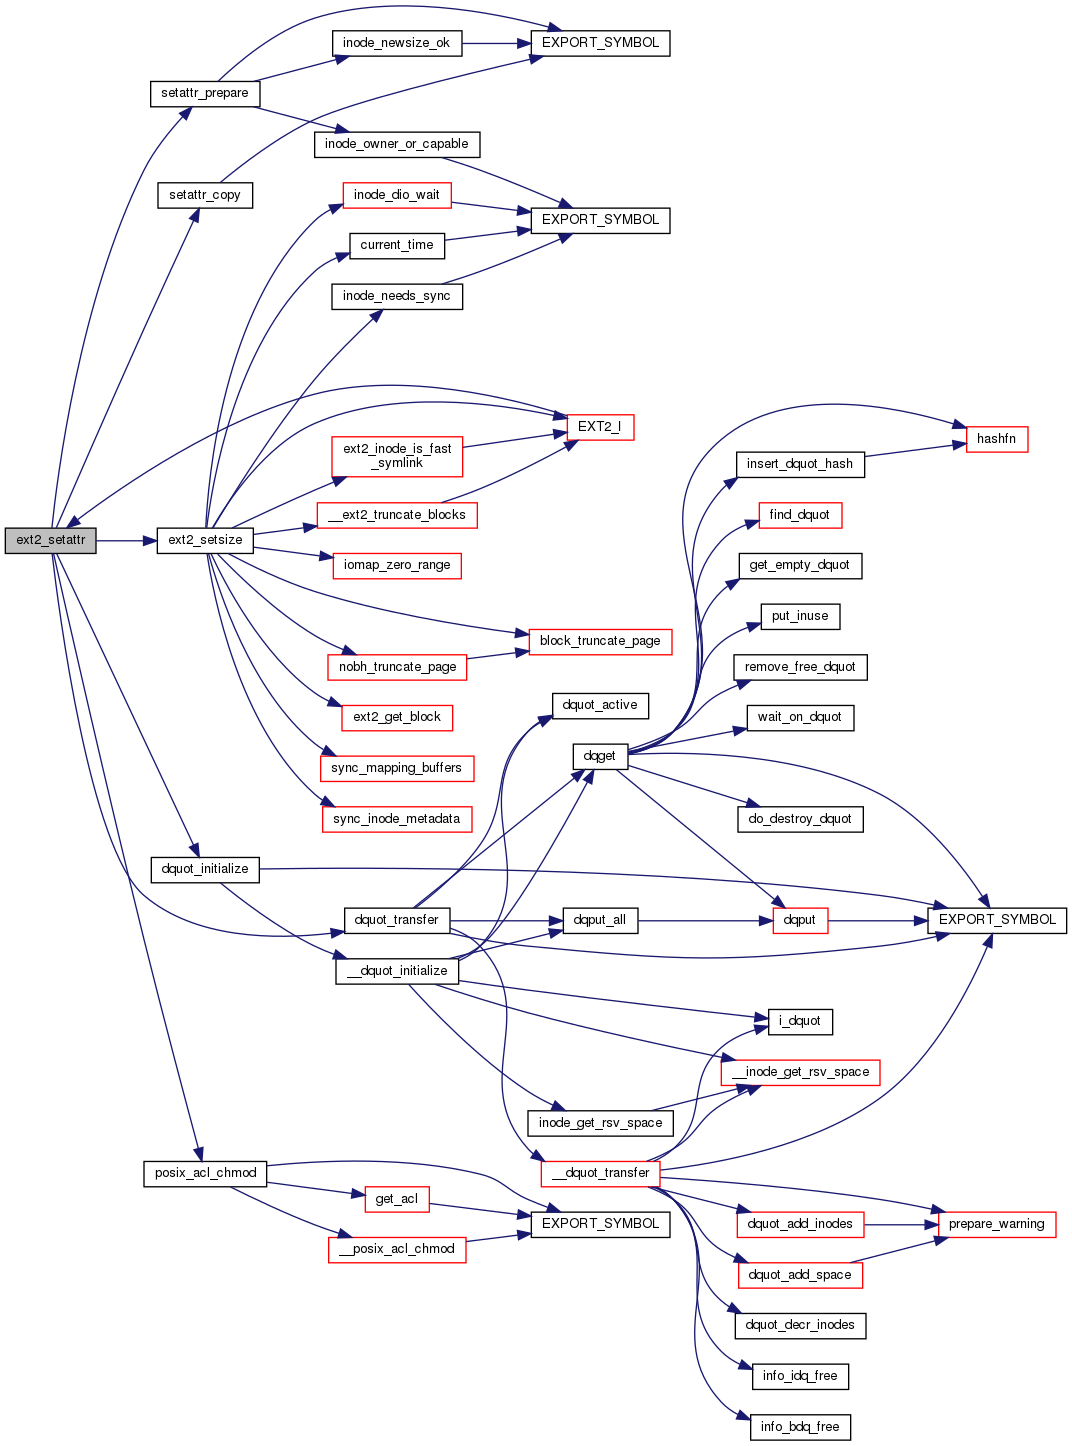 inode_newsize_ok
EXPORT_SYMBOL
setattr_prepare
inode_owner_or_capable
setattr_copy
inode_dio_wait
EXPORT_SYMBOL
current_time
inode_needs_sync
EXT2_I
hashfn
ext2_inode_is_fast
_symlink
insert_dquot_hash
__ext2_truncate_blocks
find_dquot
ext2_setattr
ext2_setsize
iomap_zero_range
get_empty_dquot
put_inuse
block_truncate_page
nobh_truncate_page
remove_free_dquot
dquot_active
ext2_get_block
wait_on_dquot
dqget
sync_mapping_buffers
sync_inode_metadata
do_destroy_dquot
dquot_initialize
dquot_transfer
dqput_all
dqput
EXPORT_SYMBOL
__dquot_initialize
i_dquot
__inode_get_rsv_space
inode_get_rsv_space
posix_acl_chmod
__dquot_transfer
get_acl
EXPORT_SYMBOL
dquot_add_inodes
prepare_warning
__posix_acl_chmod
dquot_add_space
dquot_decr_inodes
info_idq_free
info_bdq_free